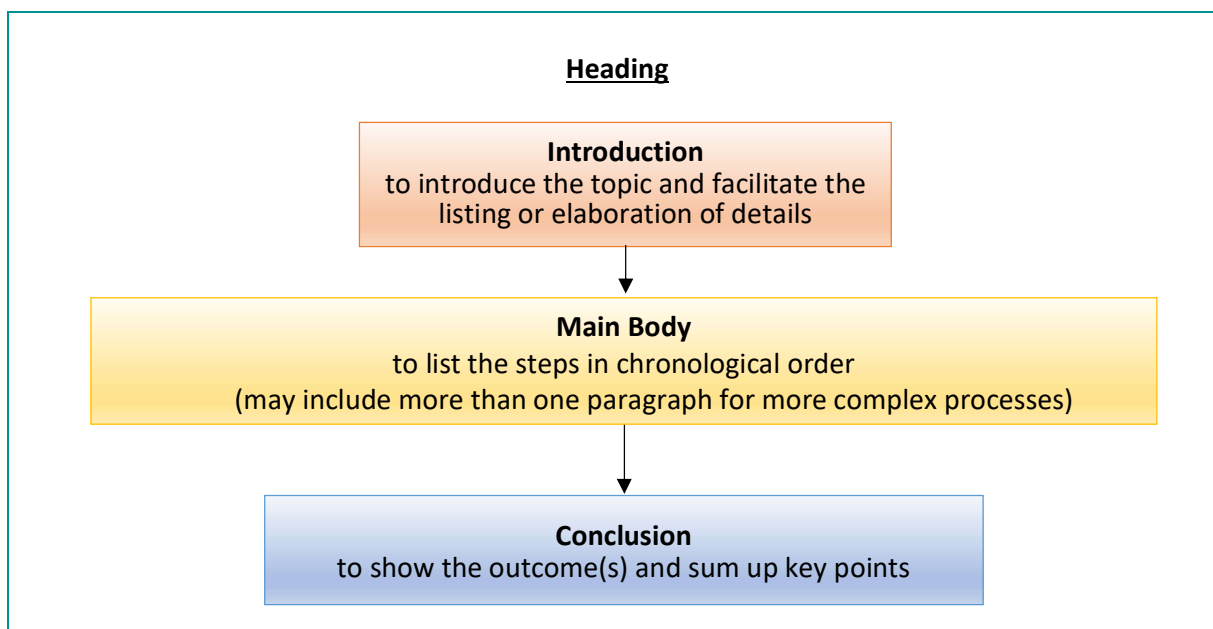 Heading
Introduction
to introduce the topic and facilitate the
listing or elaboration of details
Main Body
to list the steps in chronological order
(may include more than one paragraph for more complex processes)
Conclusion
to show the outcome(s) and sum up key points